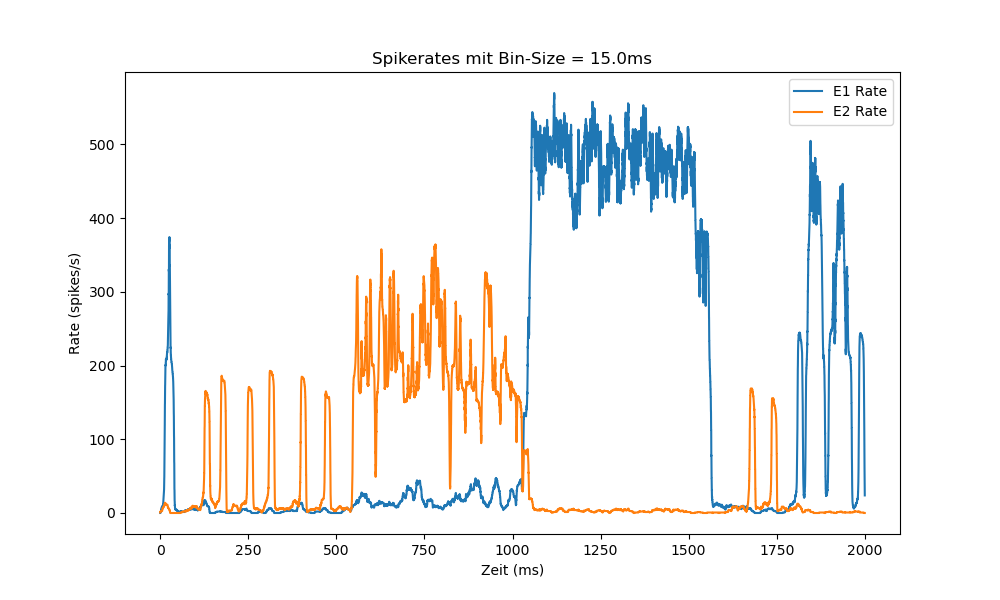 Spikerates mit Bin-Size = 15.0ms
E1 Rate
E2 Rate
Rate (spikes/s)
500
400
300
200
100
0
0 250 500 750 1000 1250 1500 1750 2000
Zeit (ms)